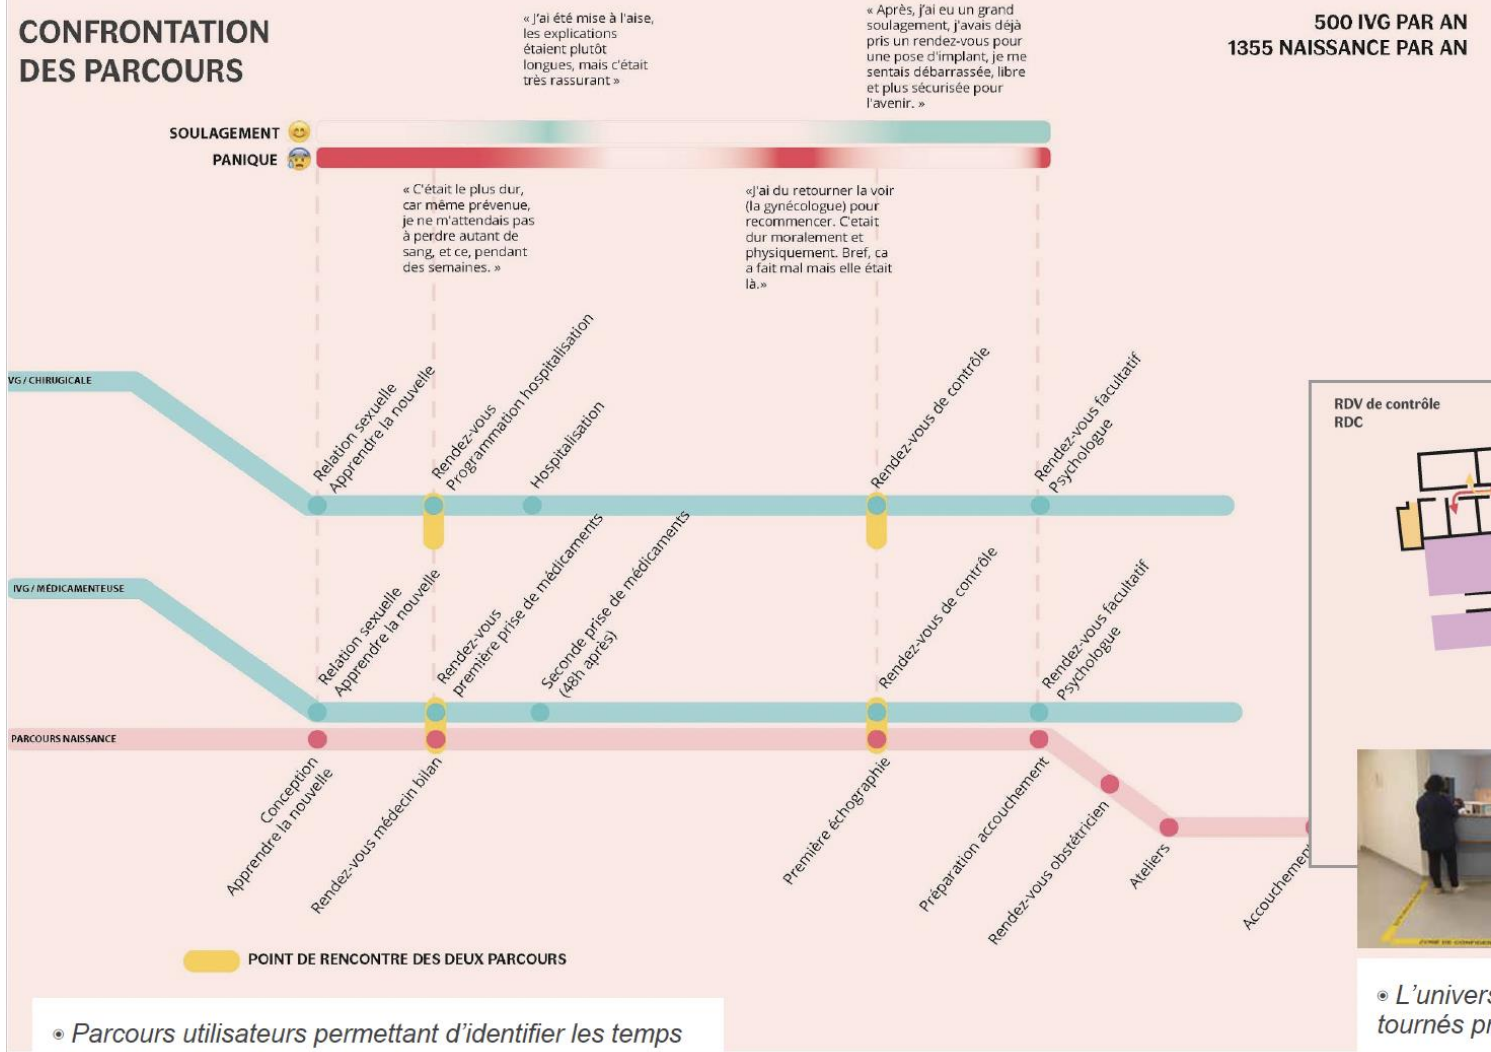 CONFRONTATION
DES PARCOURS
« J'ai été mise à l'aise,
les explications
étaient plutôt
longues, mais c'était
très rassurant »
« Après, j'ai eu un grand
soulagement, j'avais déjà
pris un rendez-vous pour
une pose d'implant, je me
sentais débarrassée, libre
et plus sécurisée pour
l'avenir. »
500 IVG PAR AN
1355 NAISSANCE PAR AN
SOULAGEMENT
PANIQUE
« C'était le plus dur,
car même prévenue,
je ne m'attendais pas
à perdre autant de
sang, et ce, pendant
des semaines. »
«J'ai du retourner la voir
(la gynécologue) pour
recommencer. C'etait
dur moralement et
physiquement. Bref, ca
a fait mal mais elle était
là.»
VG / CHIRUGICALE
Relation sexuelle
Apprendre la nouvelle
Rendez-vous
Programmation hospitalisation
Hospitalisation
Rendez-vous de contrôle
Rendez-vous facultatif
Psychologue
RDV de contrôle
RDC
IVG / MÉDICAMENTEUSE
Relation sexuelle
Apprendre la nouvelle
Rendez-vous
première prise de médicaments
Seconde prise de médicaments
(48h après)
Rendez-vous de contrôle
Rendez-vous facultatif
Psychologue
PARCOURS NAISSANCE
Conception
Apprendre la nouvelle
Rendez-vous médecin bilan
Première échographie
Préparation accouchement
Rendez-vous obstétricien
Ateliers
Accouchemen
POINT DE RENCONTRE DES DEUX PARCOURS
Parcours utilisateurs permettant d'identifier les temps
L'univers
tournés pr